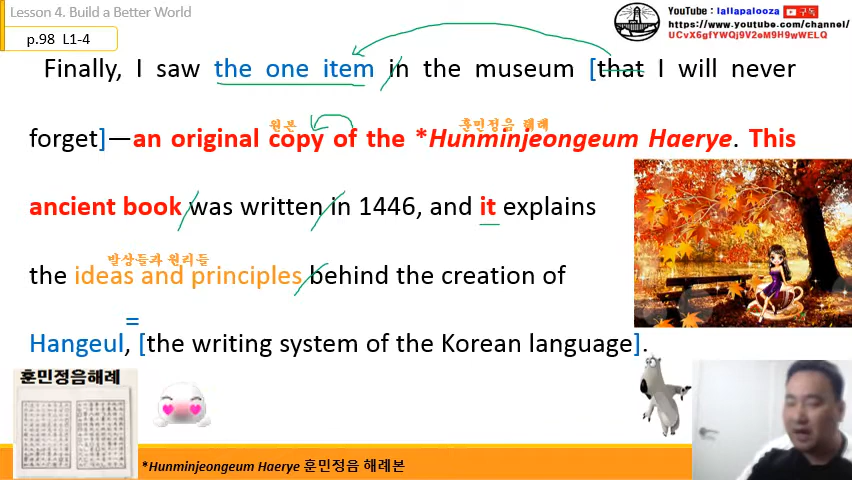 Lesson 4. Build a Better World
p.98 L1-4
YouTube : lallapalooza 구독
https://www.youtube.com/channel/
UCvX6gfYWQj9V2eM9H9wWELQ
Finally, I saw the one item in the museum [that I will never
원본 훈민정음 해례
forget]—an original copy of the *Hunminjeongeum Haerye. This
ancient book was written in 1446, and it explains
발상들과 원리들
the ideas and principles behind the creation of
=
Hangeul, [the writing system of the Korean language].
훈민정음해례
*Hunminjeongeum Haerye 훈민정음 해례본